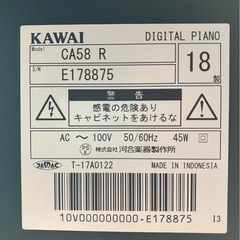 KAWAI DIGITAL PIANO
Model CA58 R
S/N E178875
18製
警告
感電の危険あり
キャビネットをあけるな
AC ～ 100V 50/60Hz 45W
株式会社 河合楽器製作所
T-17A0122 MADE IN INDONESIA
10V000000000-E178875 I3